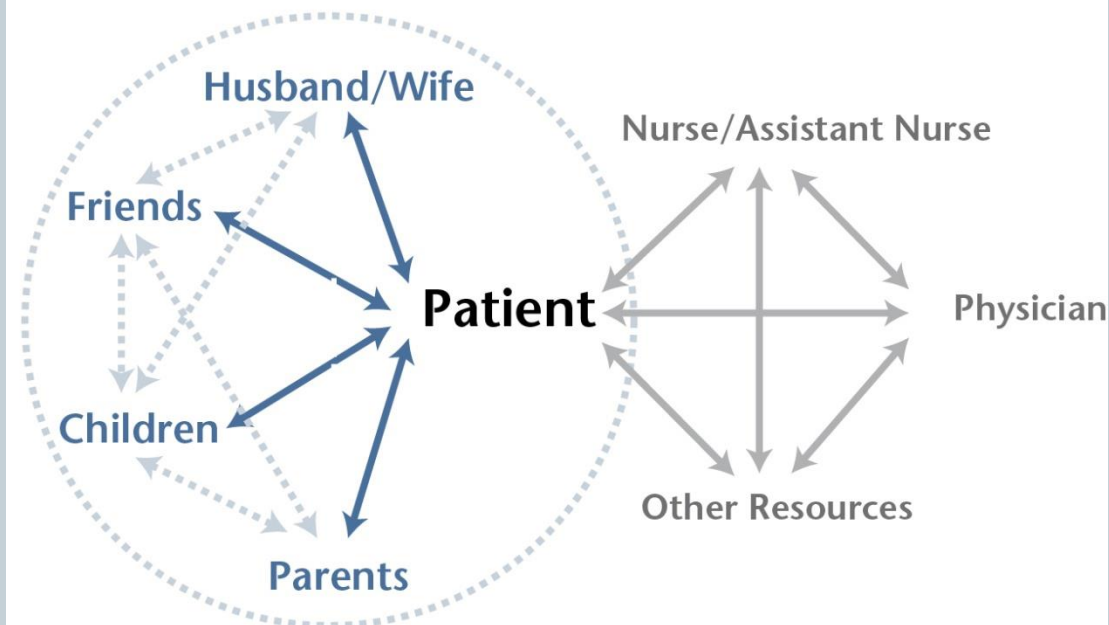 Husband/Wife
Nurse/Assistant Nurse
Friends
Patient
Physician
Children
Other Resources
Parents